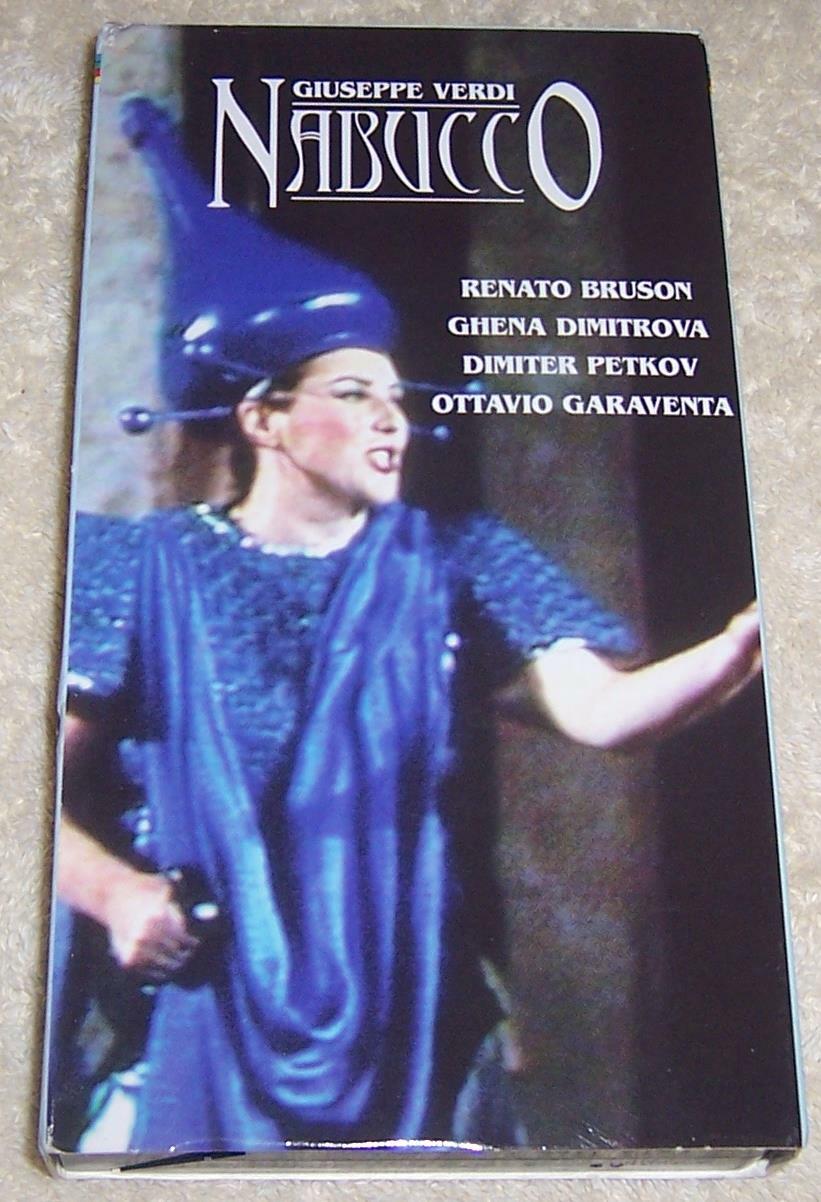 GIUSEPPE VERDI
NABUCCO
RENATO BRUSON
GHENA DIMITROVA
DIMITER PETKOV
OTTAVIO GARAVENTA